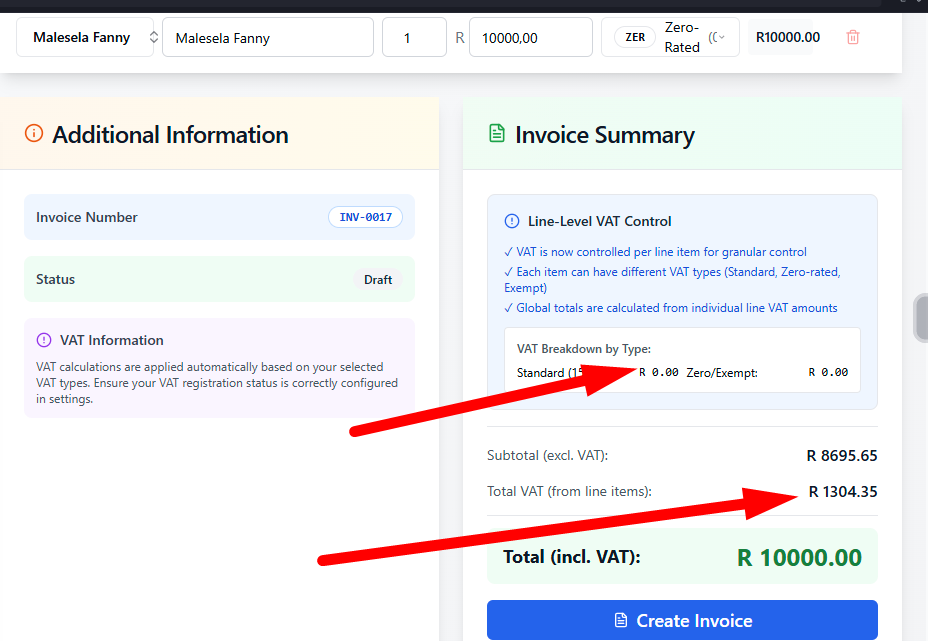 Malesela Fanny Malesela Fanny 1 R 10000,00 ZER Zero-Rated R10000.00
Additional Information
Invoice Number INV-0017
Status Draft
VAT Information
VAT calculations are applied automatically based on your selected
VAT types. Ensure your VAT registration status is correctly configured
in settings.
Invoice Summary
Line-Level VAT Control
✓ VAT is now controlled per line item for granular control
✓ Each item can have different VAT types (Standard, Zero-rated,
Exempt)
✓ Global totals are calculated from individual line VAT amounts
VAT Breakdown by Type:
Standard R 0.00 Zero/Exempt: R 0.00
Subtotal (excl. VAT): R 8695.65
Total VAT (from line items): R 1304.35
Total (incl. VAT): R 10000.00
Create Invoice